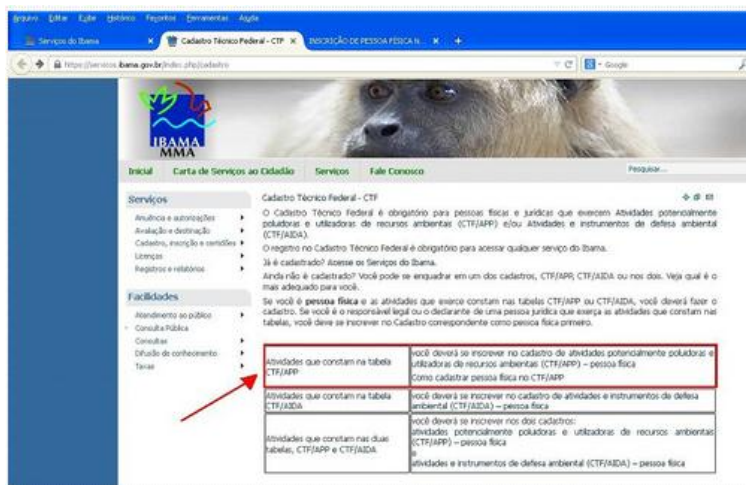 Arquivo Editar Exibir Histórico Favoritos Ferramentas Ajuda
Serviços do Ibama × Cadastro Técnico Federal - CTF × INSCRIÇÃO DE PESSOA FÍSICA N... × +
https://servicos.ibama.gov.br/index.php/cadastro Google
IBAMA
MMA
Inicial Carta de Serviços ao Cidadão Serviços Fale Conosco Pesquisar...
Serviços
Anuência e autorizações
Avaliação e destinação
Cadastro, inscrição e certidões
Licenças
Registros e relatórios
Facilidades
Atendimento ao público
Consulta Pública
Consultas
Difusão do conhecimento
Taxas
Cadastro Técnico Federal - CTF
O Cadastro Técnico Federal é obrigatório para pessoas físicas e jurídicas que exercem Atividades potencialmente
poluidoras e utilizadoras de recursos ambientais (CTF/APP) e/ou Atividades e instrumentos de defesa ambiental
(CTF/AIDA).
O registro no Cadastro Técnico Federal é obrigatório para acessar qualquer serviço do Ibama.
Já é cadastrado? Acesse os Serviços do Ibama.
Ainda não é cadastrado? Você pode se enquadrar em um dos cadastros, CTF/APP, CTF/AIDA ou nos dois. Veja qual é o
mais adequado para você.
Se você é pessoa física e as atividades que exerce constam nas tabelas CTF/APP ou CTF/AIDA, você deverá fazer o
cadastro. Se você é o responsável legal ou o declarante de uma pessoa jurídica que exerça as atividades que constam nas
tabelas, você deve se inscrever no Cadastro correspondente como pessoa física primeiro.
Atividades que constam na tabela
CTF/APP
você deverá se inscrever no cadastro de atividades potencialmente poluidoras e
utilizadoras de recursos ambientais (CTF/APP) – pessoa física
Como cadastrar pessoa física no CTF/APP
Atividades que constam na tabela
CTF/AIDA
você deverá se inscrever no cadastro de atividades e instrumentos de defesa
ambiental (CTF/AIDA) – pessoa física
Atividades que constam nas duas
tabelas, CTF/APP e CTF/AIDA
você deverá se inscrever nos dois cadastros:
atividades potencialmente poluidoras e utilizadoras de recursos ambientais
(CTF/APP) – pessoa física
e
atividades e instrumentos de defesa ambiental (CTF/AIDA) – pessoa física